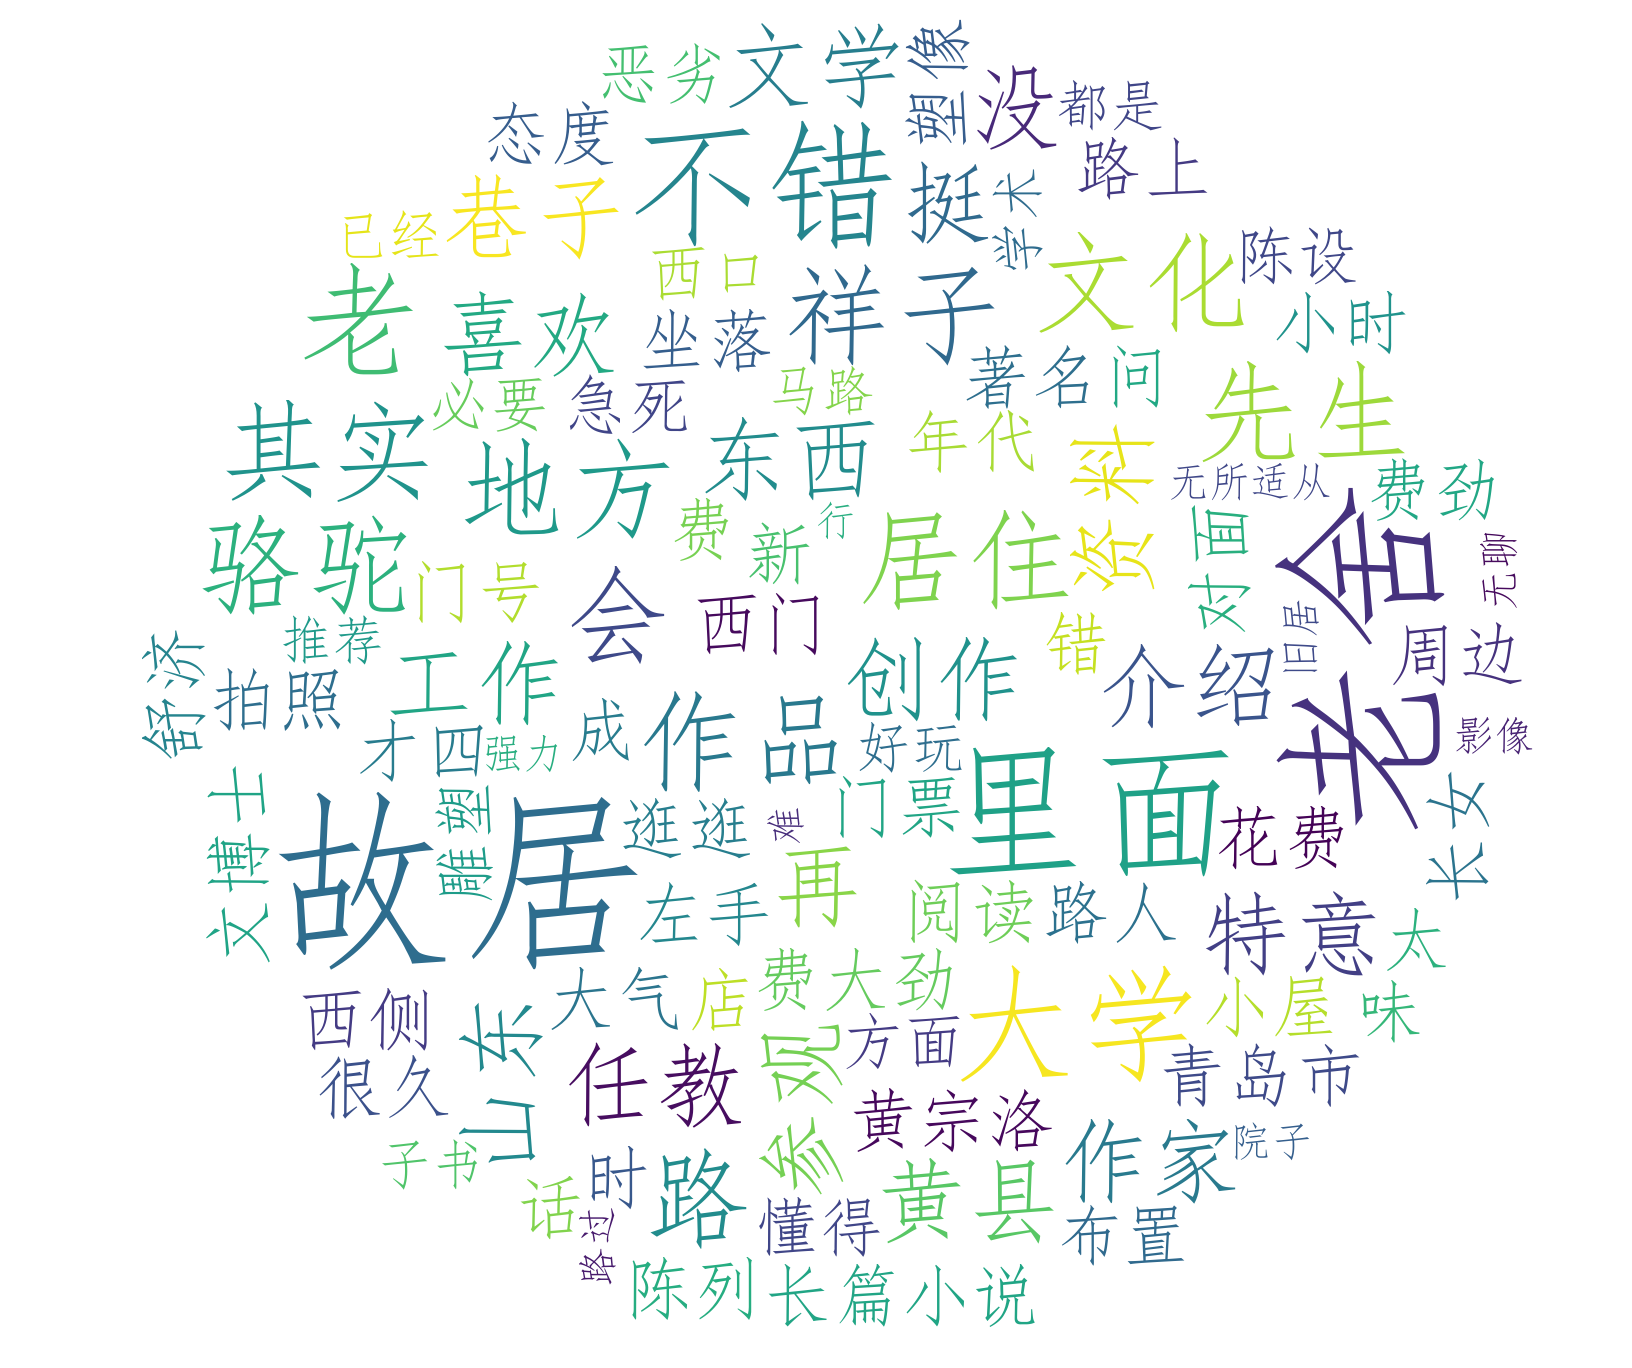 恶劣
文学
塑像
没
都是
态度
不错
挺
学术
路上
已经
巷子
西口
祥子
文化
陈设
老
喜欢
坐落
著名
问
小时
必要
急死
马路
年代
资料
先生
其实
地方
东西
无所适从
费劲
骆驼
门号
费
新
行
居住
对面
老舍
无聊
会
西门
错
旧居
周边
舒济
推荐
拍照
工作
创作
介绍
影像
才四
强力
成
作品
好玩
里面
文博士
故居
雕塑
逛逛
难
门票
花费
长女
左手
再
阅读
路人
特意
太
西侧
山东
大气
店
费大劲
大学
小屋
味
很久
任教
参观
方面
青岛市
子书
话
时
路
黄宗洛
黄县
作家
院子
路过
懂得
布置
陈列
长篇小说